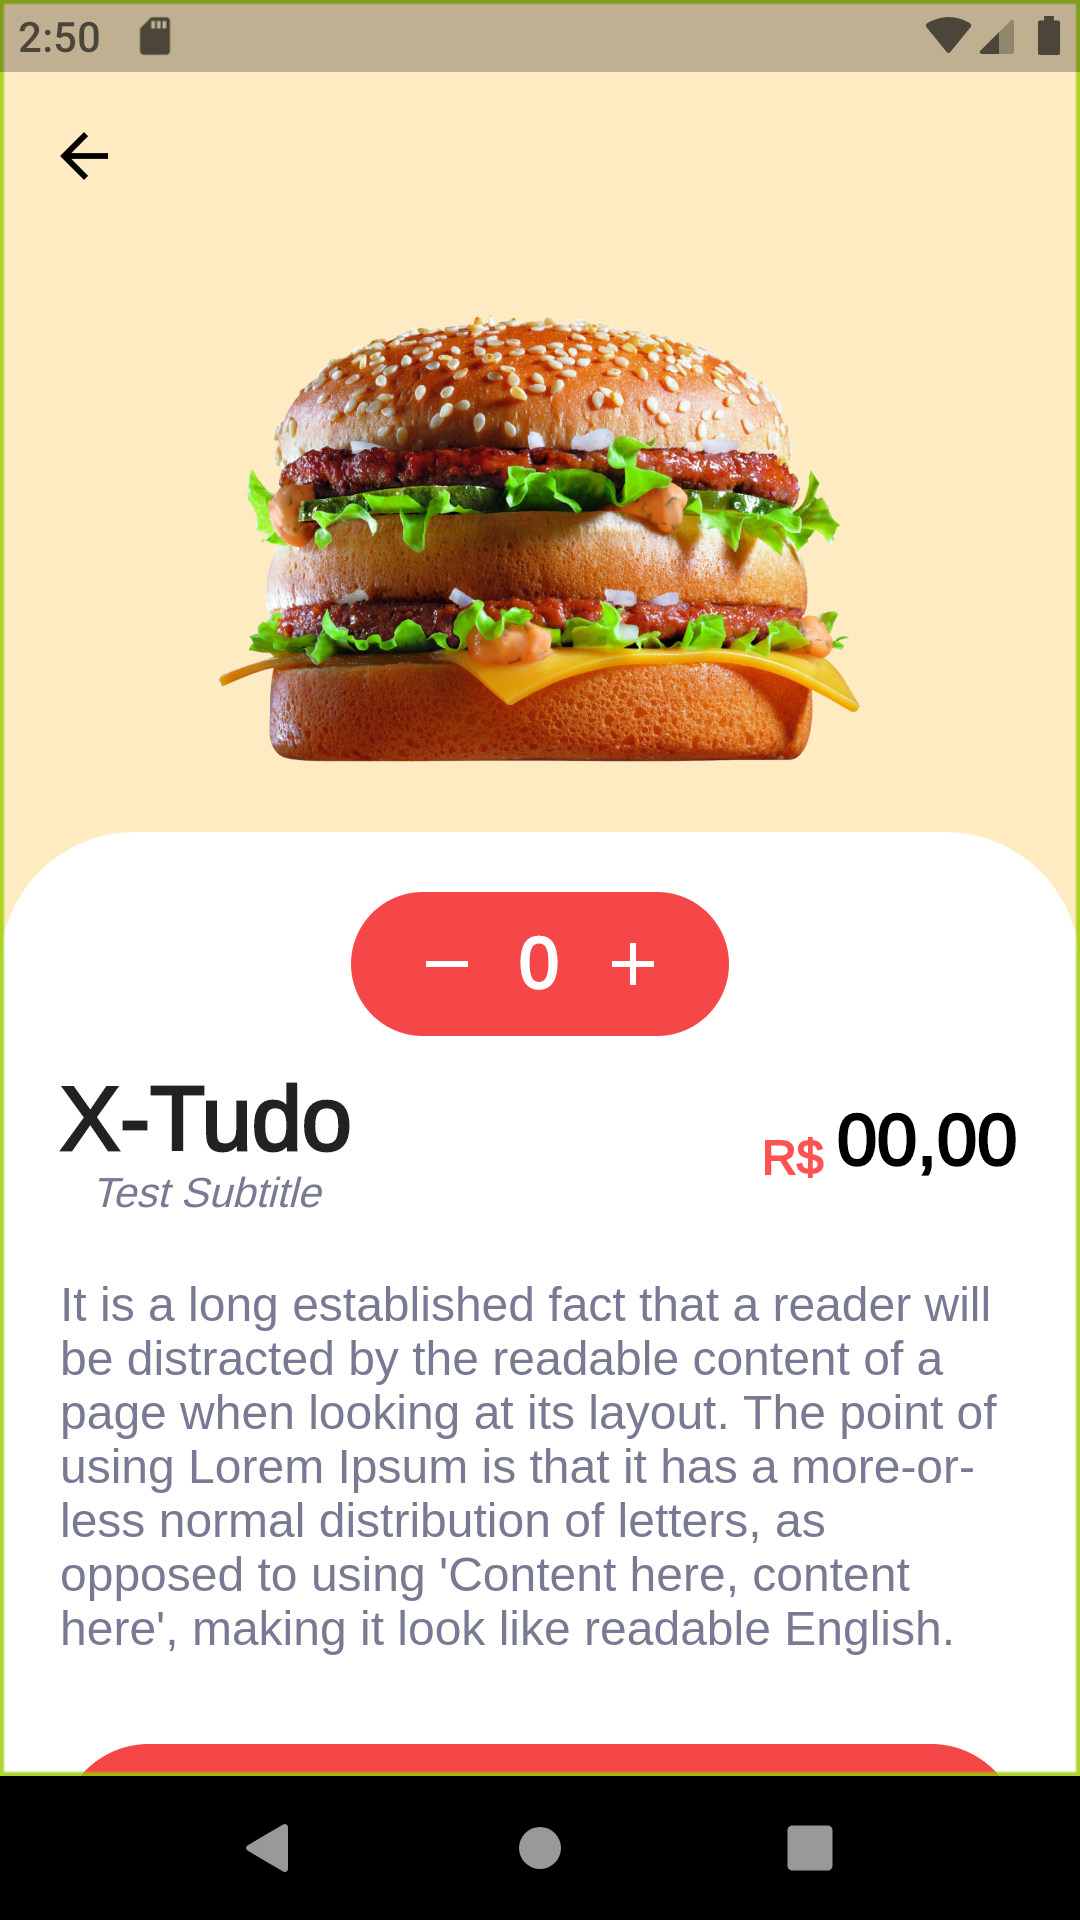 2:50
0
X-Tudo
R$ 00,00
Test Subtitle
It is a long established fact that a reader will
be distracted by the readable content of a
page when looking at its layout. The point of
using Lorem Ipsum is that it has a more-or-
less normal distribution of letters, as
opposed to using 'Content here, content
here', making it look like readable English.